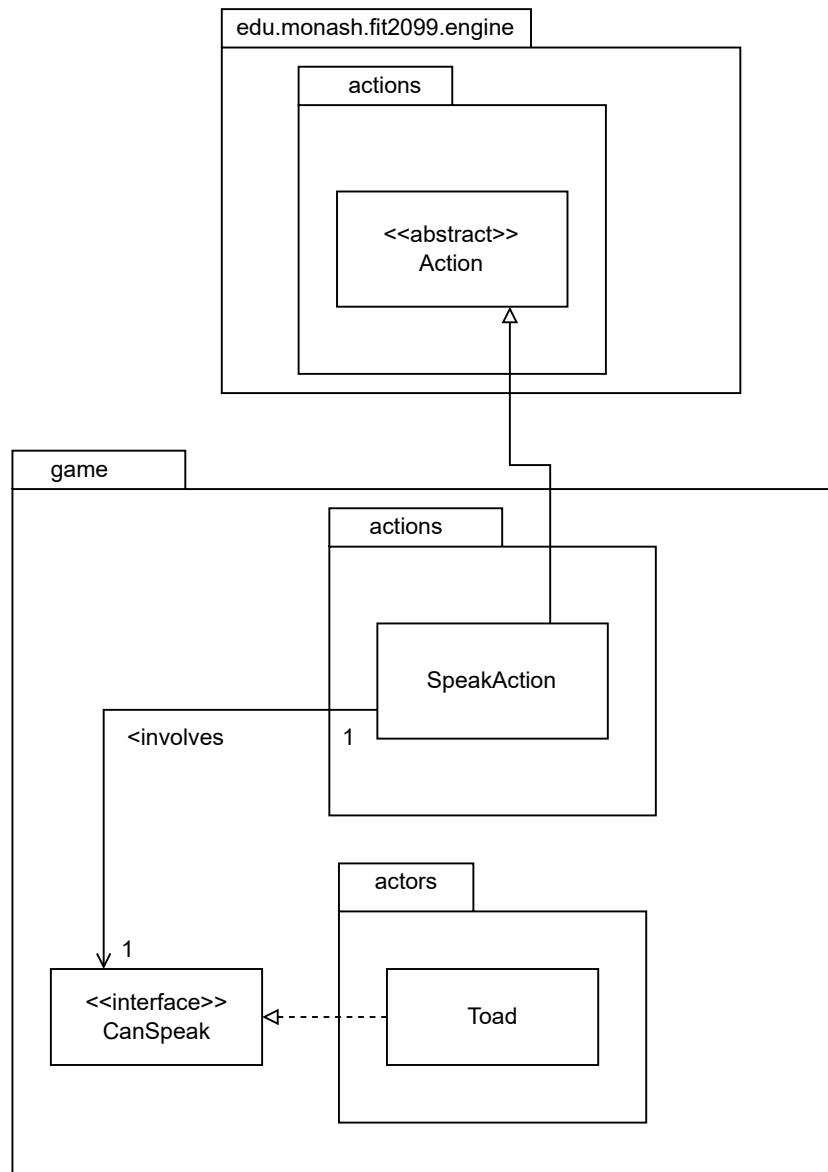 edu.monash.fit2099.engine
actions
<<abstract>>
Action
game
actions
SpeakAction
<involves
1
actors
1
<<interface>>
CanSpeak
Toad